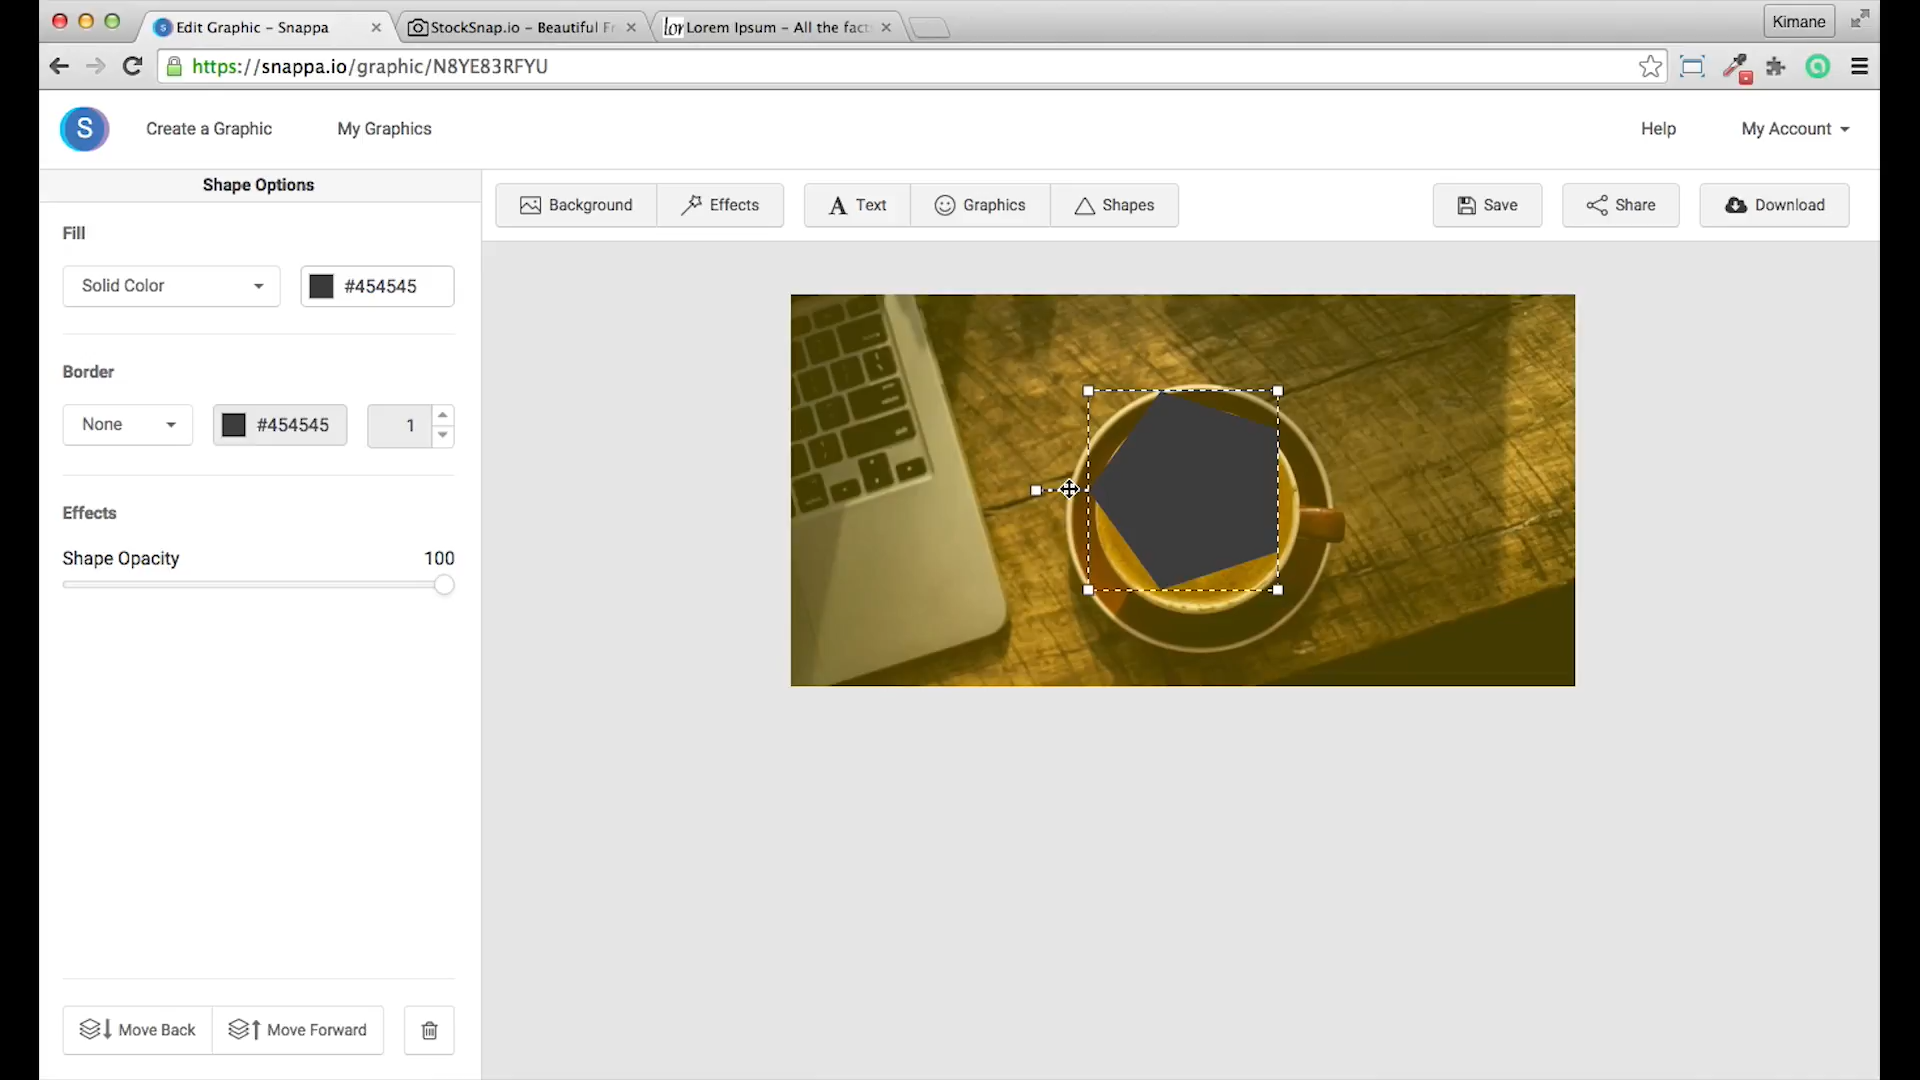 Edit Graphic – Snappa
StockSnap.io – Beautiful Fr
Lorem Ipsum – All the fact
Kimane
https://snappa.io/graphic/N8YE83RFYU
S
Create a Graphic
My Graphics
Help
My Account
Shape Options
Background
Effects
Text
Graphics
Shapes
Save
Share
Download
Fill
Solid Color
#454545
Border
None
#454545
1
Effects
Shape Opacity
100
Move Back
Move Forward